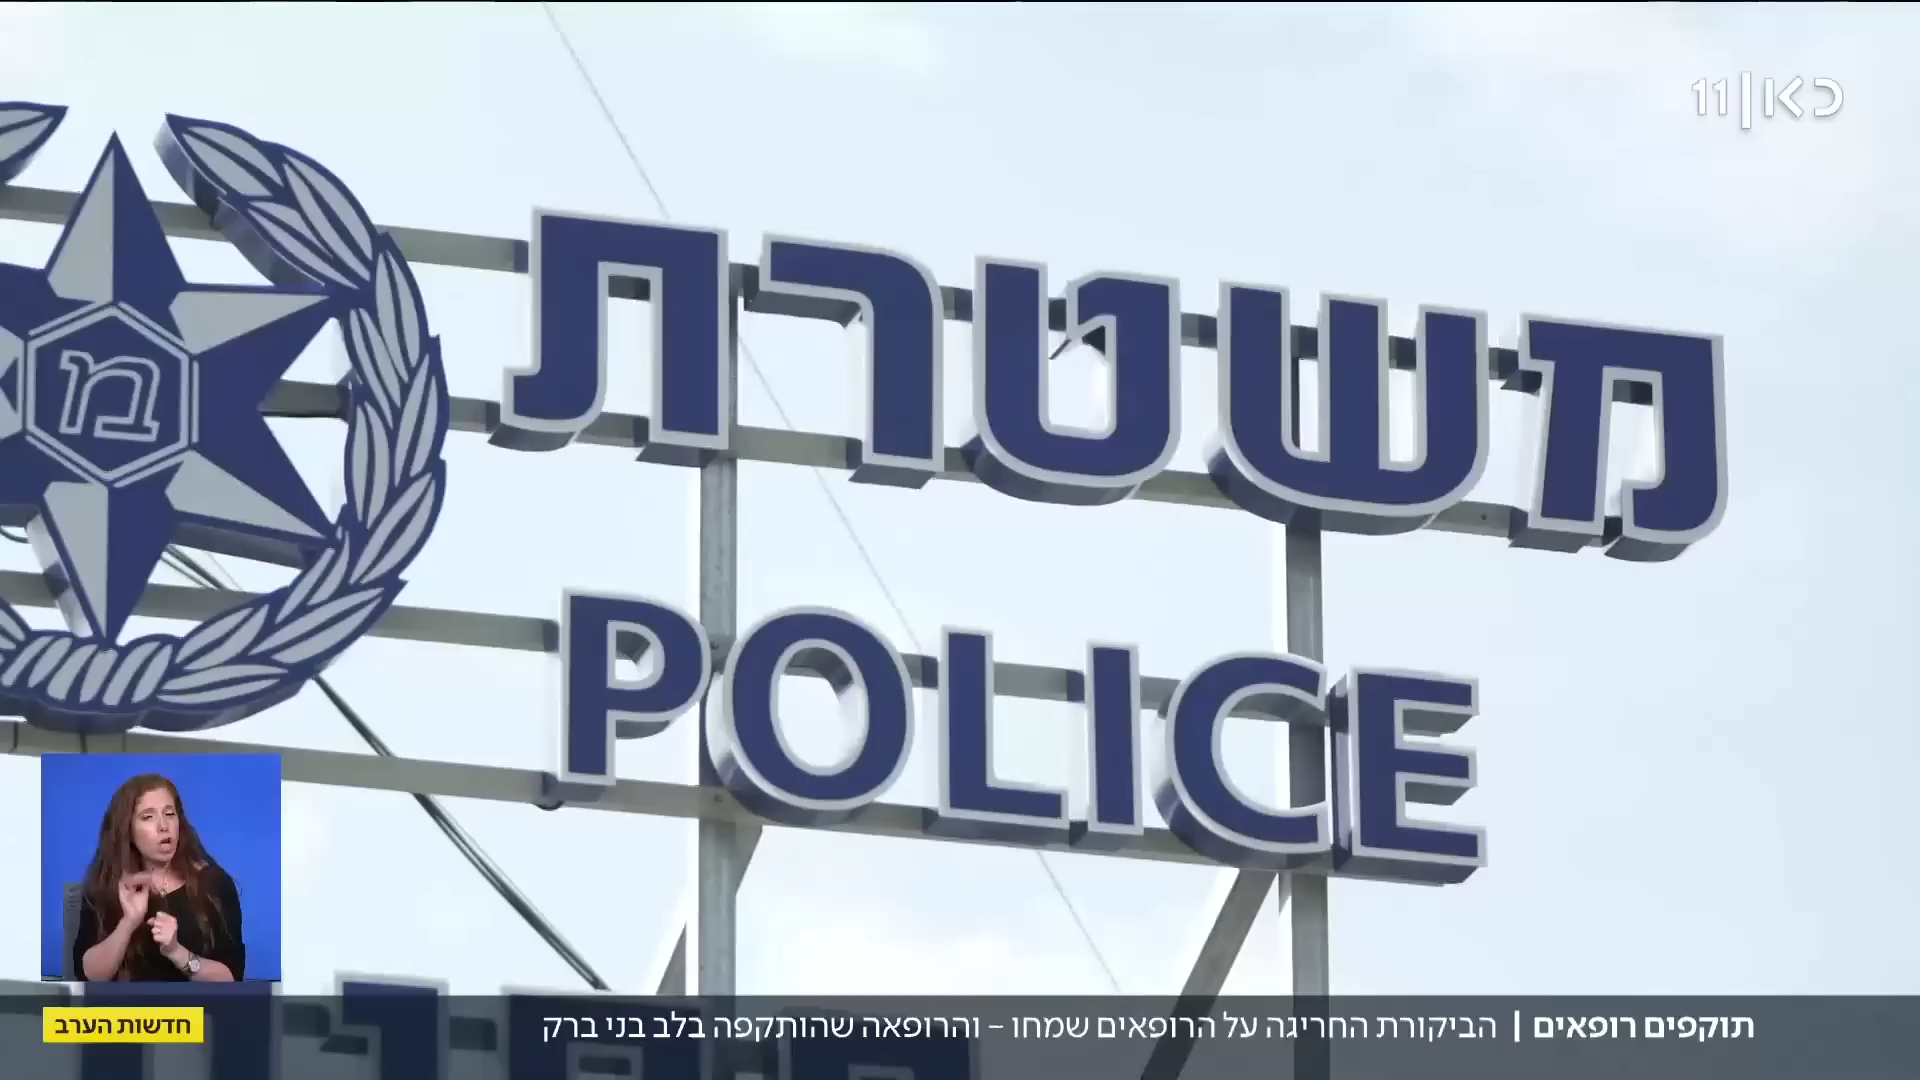 כאן 11
משטרת
מ
POLICE
תוקפים רופאים | הביקורת החריגה על הרופאים שמחו – והרופאה שהותקפה בלב בני ברק
חדשות הערב